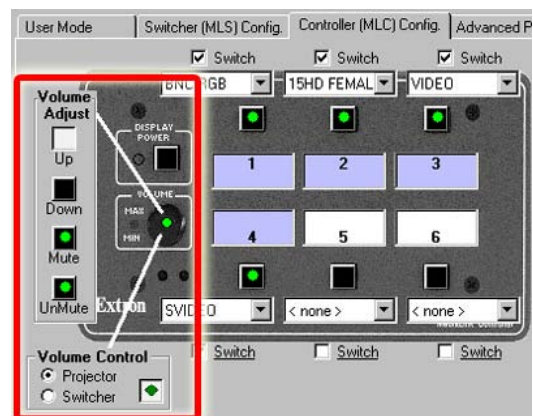 User Mode
Switcher (MLS) Config.
Controller (MLC) Config.
Advanced P
Switch
Switch
Switch
BNC RGB
15HD FEMAL
VIDEO
Volume
Adjust
Up
Down
Mute
UnMute
DISPLAY
POWER
VOLUME
MAX
MIN
1
2
3
4
5
6
Extron
SVIDEO
< none >
< none >
Switch
Switch
Switch
Volume Control
Projector
Switcher